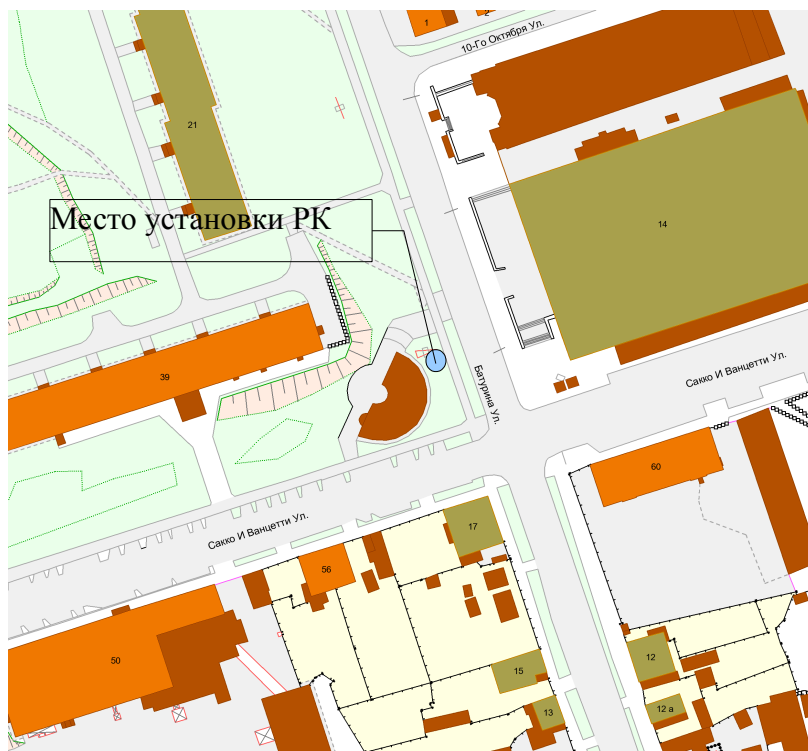 1
2
10-Го Октября Ул.
21
Место установки РК
14
39
Батурина Ул.
Сакко И Ванцетти Ул.
60
17
Сакко И Ванцетти Ул.
56
50
15
12
13
12 а